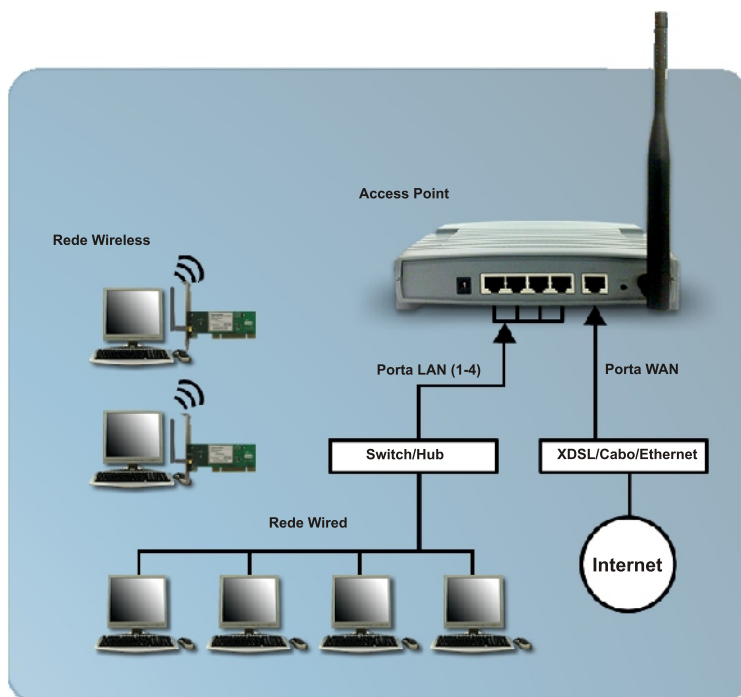 Access Point
Rede Wireless
Porta LAN (1-4)
Porta WAN
Switch/Hub
XDSL/Cabo/Ethernet
Rede Wired
Internet